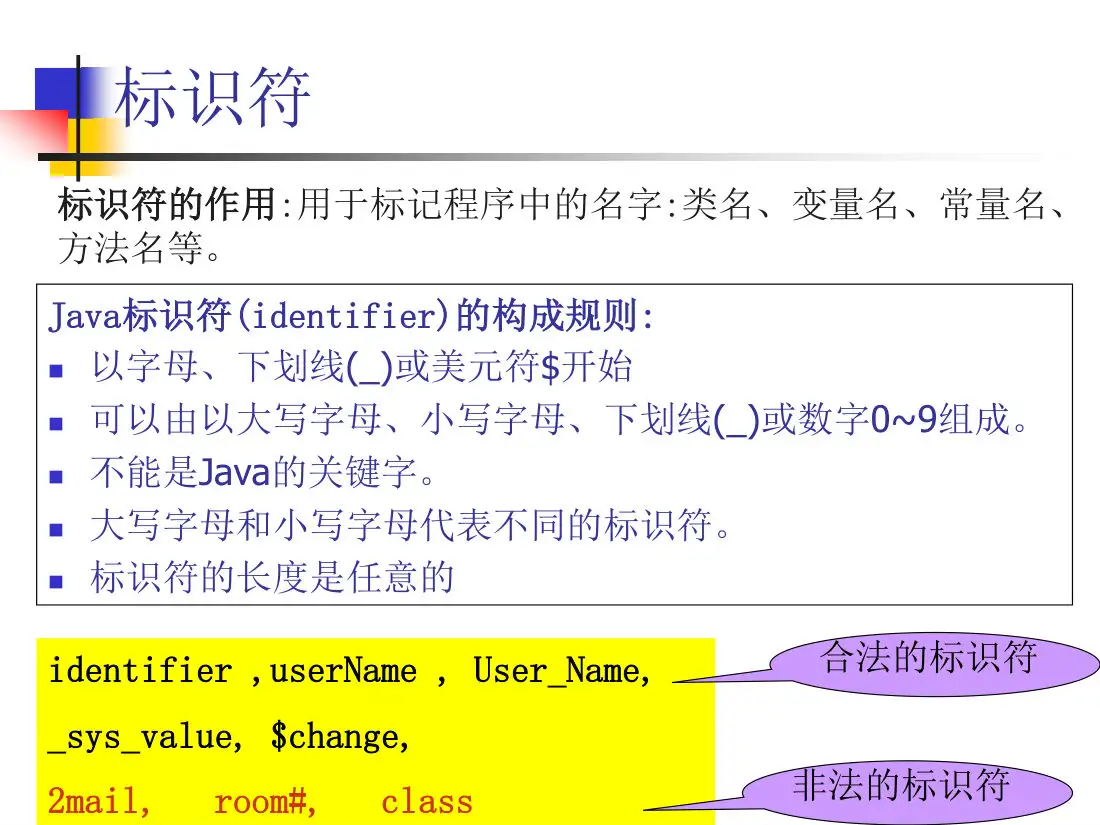 标识符
标识符的作用:用于标记程序中的名字:类名、变量名、常量名、
方法名等。
Java标识符(identifier)的构成规则:
以字母、下划线(_)或美元符$开始
可以由以大写字母、小写字母、下划线(_)或数字0~9组成。
不能是Java的关键字。
大写字母和小写字母代表不同的标识符。
标识符的长度是任意的
identifier ,userName , User_Name,
合法的标识符
_sys_value, $change,
2mail, room#, class
非法的标识符